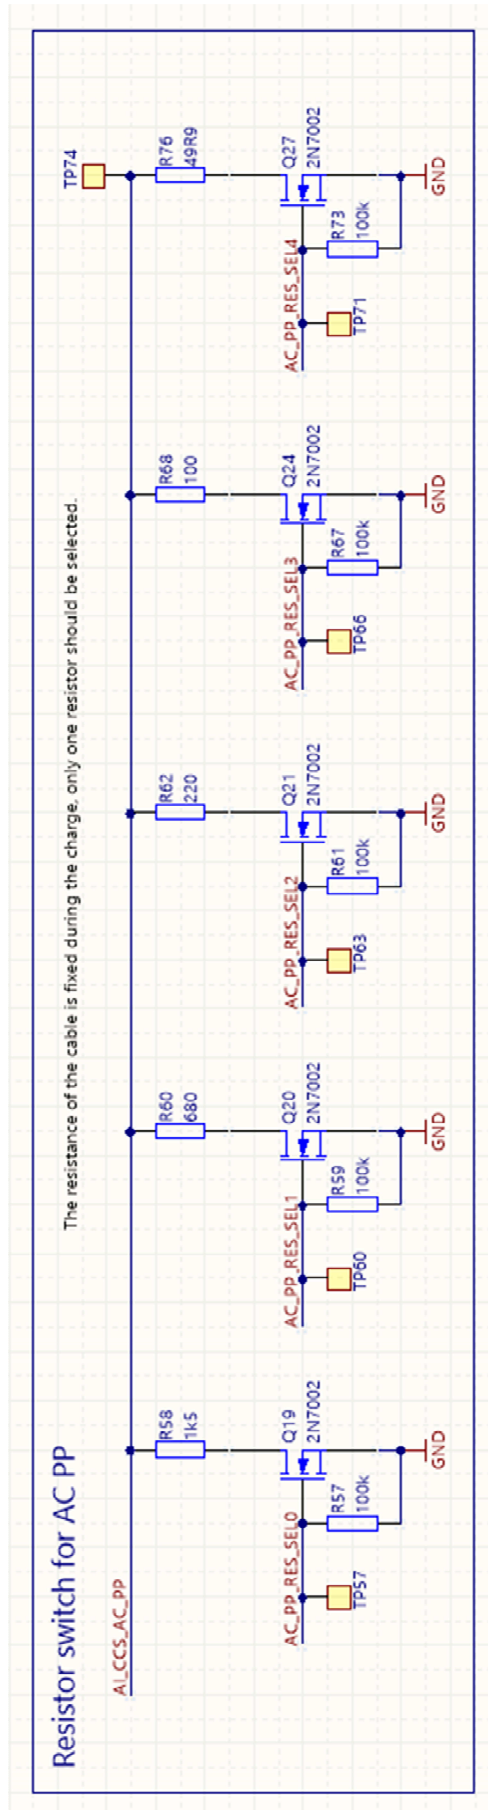 Resistor switch for AC PP
The resistance of the cable is fixed during the charge, only one resistor should be selected.
TP74
AI_CCS_AC_PP
R58
1k5
R60
680
R62
220
R68
100
R76
49R9
Q19
2N7002
Q20
2N7002
Q21
2N7002
Q24
2N7002
Q27
2N7002
AC_PP_RES_SEL0
R57
100k
TP57
GND
AC_PP_RES_SEL1
R59
100k
TP60
GND
AC_PP_RES_SEL2
R61
100k
TP63
GND
AC_PP_RES_SEL3
R67
100k
TP66
GND
AC_PP_RES_SEL4
R73
100k
TP71
GND